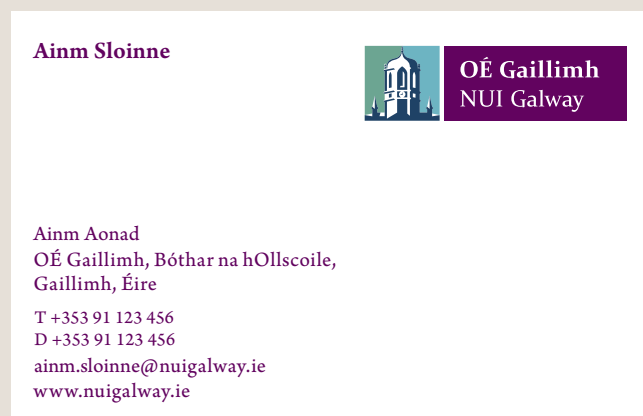 Ainm Sloinne
OÉ Gaillimh
NUI Galway
Ainm Aonad
OÉ Gaillimh, Bóthar na hOllscoile,
Gaillimh, Éire
T +353 91 123 456
D +353 91 123 456
ainm.sloinne@nuigalway.ie
www.nuigalway.ie